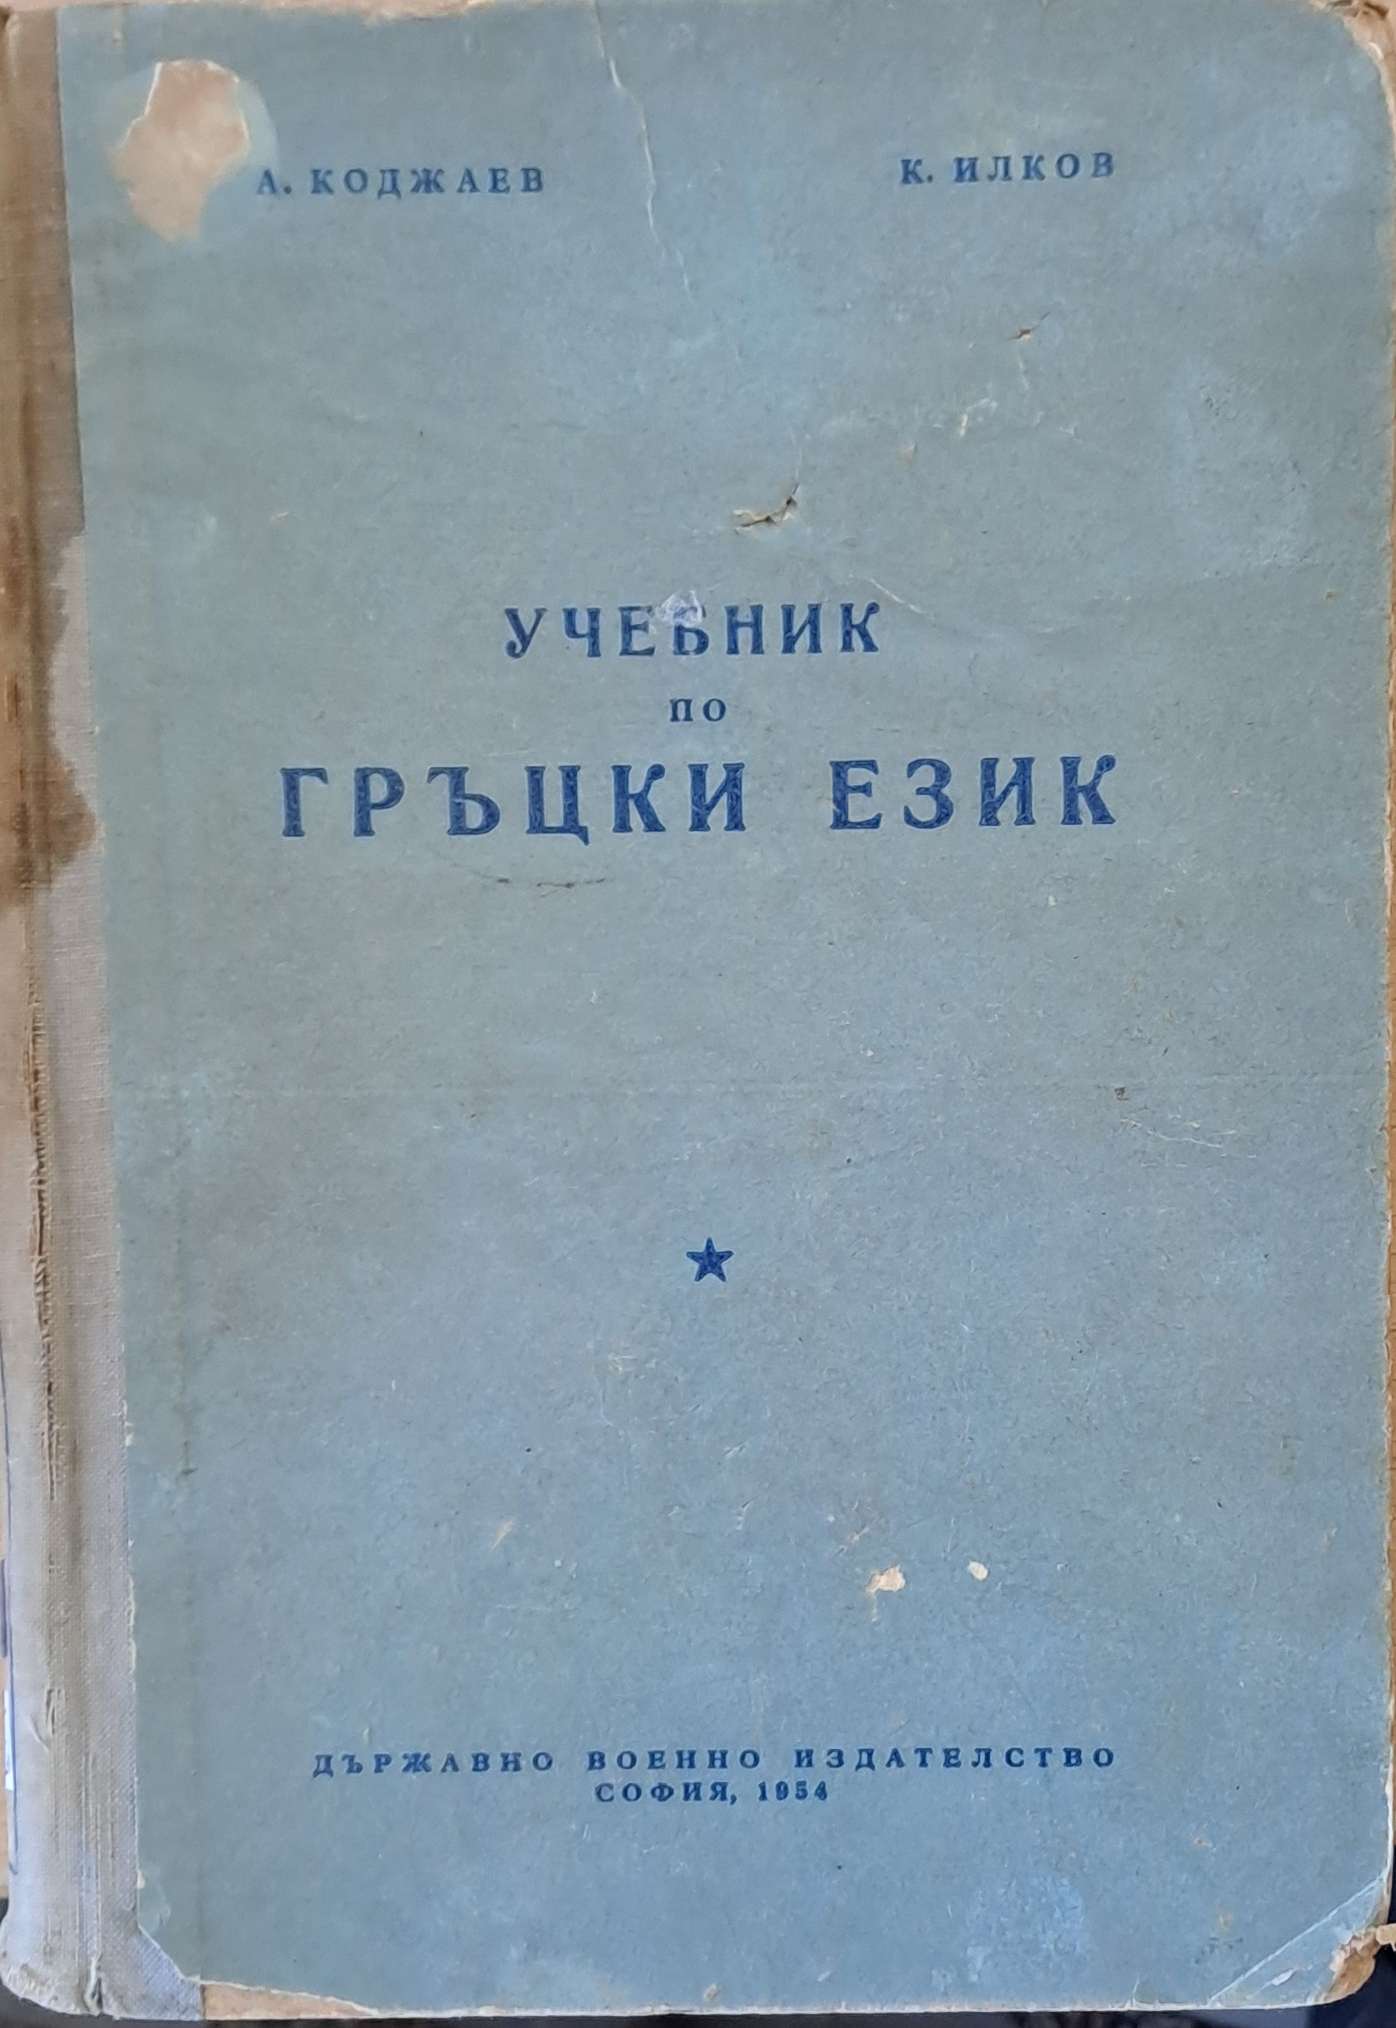 А. КОДЖАЕВ
К. ИЛКОВ
УЧЕБНИК
ПО
ГРЪЦКИ ЕЗИК
ДЪРЖАВНО ВОЕННО ИЗДАТЕЛСТВО
СОФИЯ, 1954